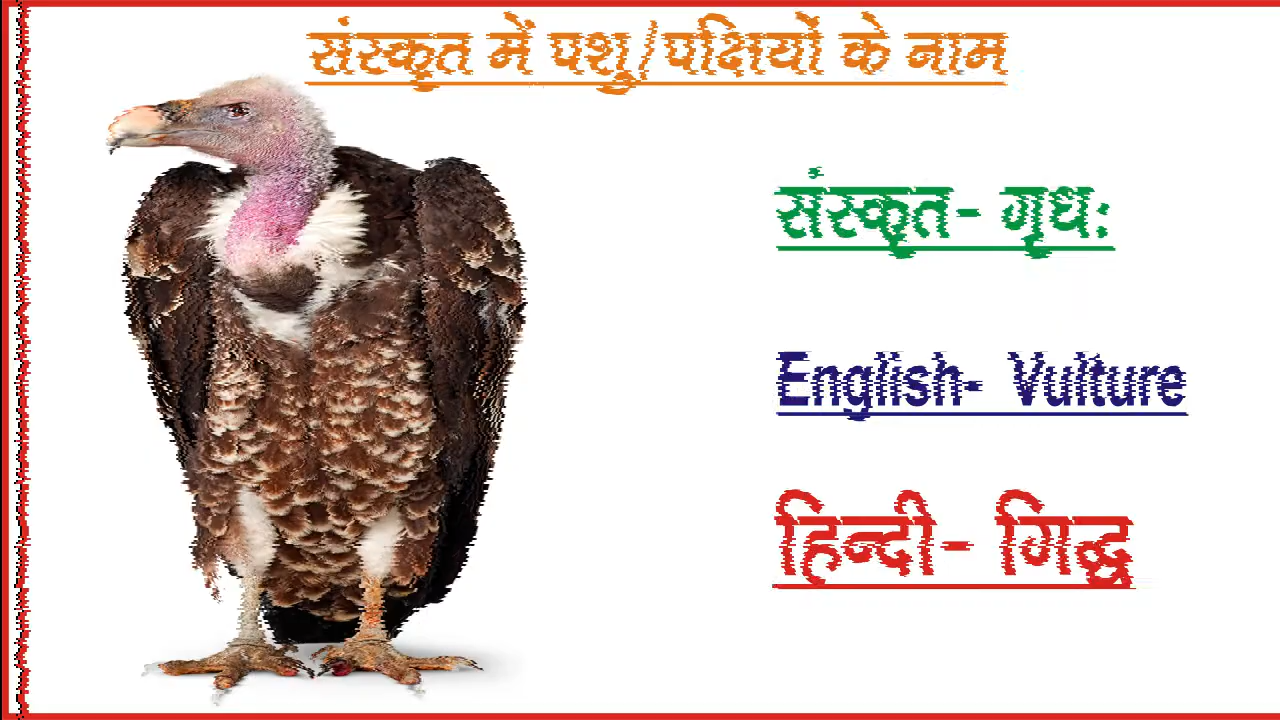 संस्कृत में पशु/पक्षियों के नाम
संस्कृत- गृधः
English- Vulture
हिन्दी- गिद्ध